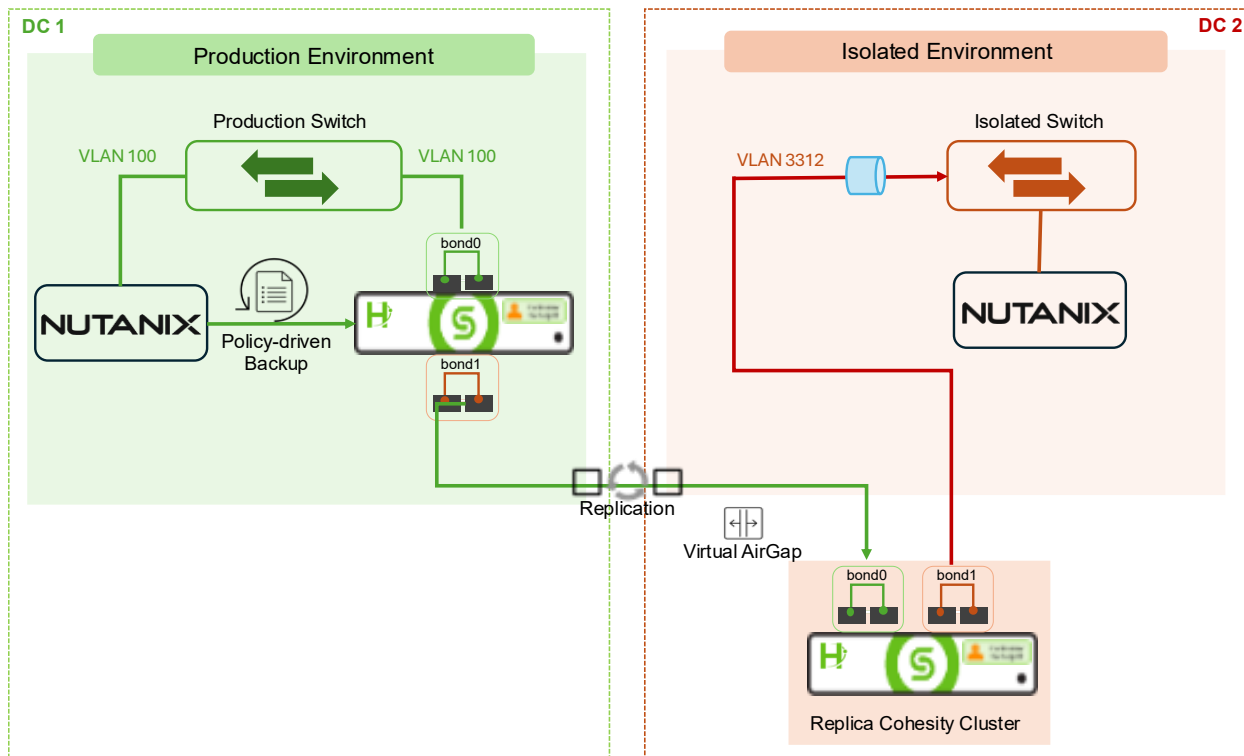 DC 1
Production Environment
Production Switch
VLAN 100
VLAN 100
bond0
NUTANIX
Policy-driven
Backup
H
S
bond1
Replication
DC 2
Isolated Environment
VLAN 3312
Isolated Switch
NUTANIX
Virtual AirGap
bond0
bond1
H
S
Replica Cohesity Cluster